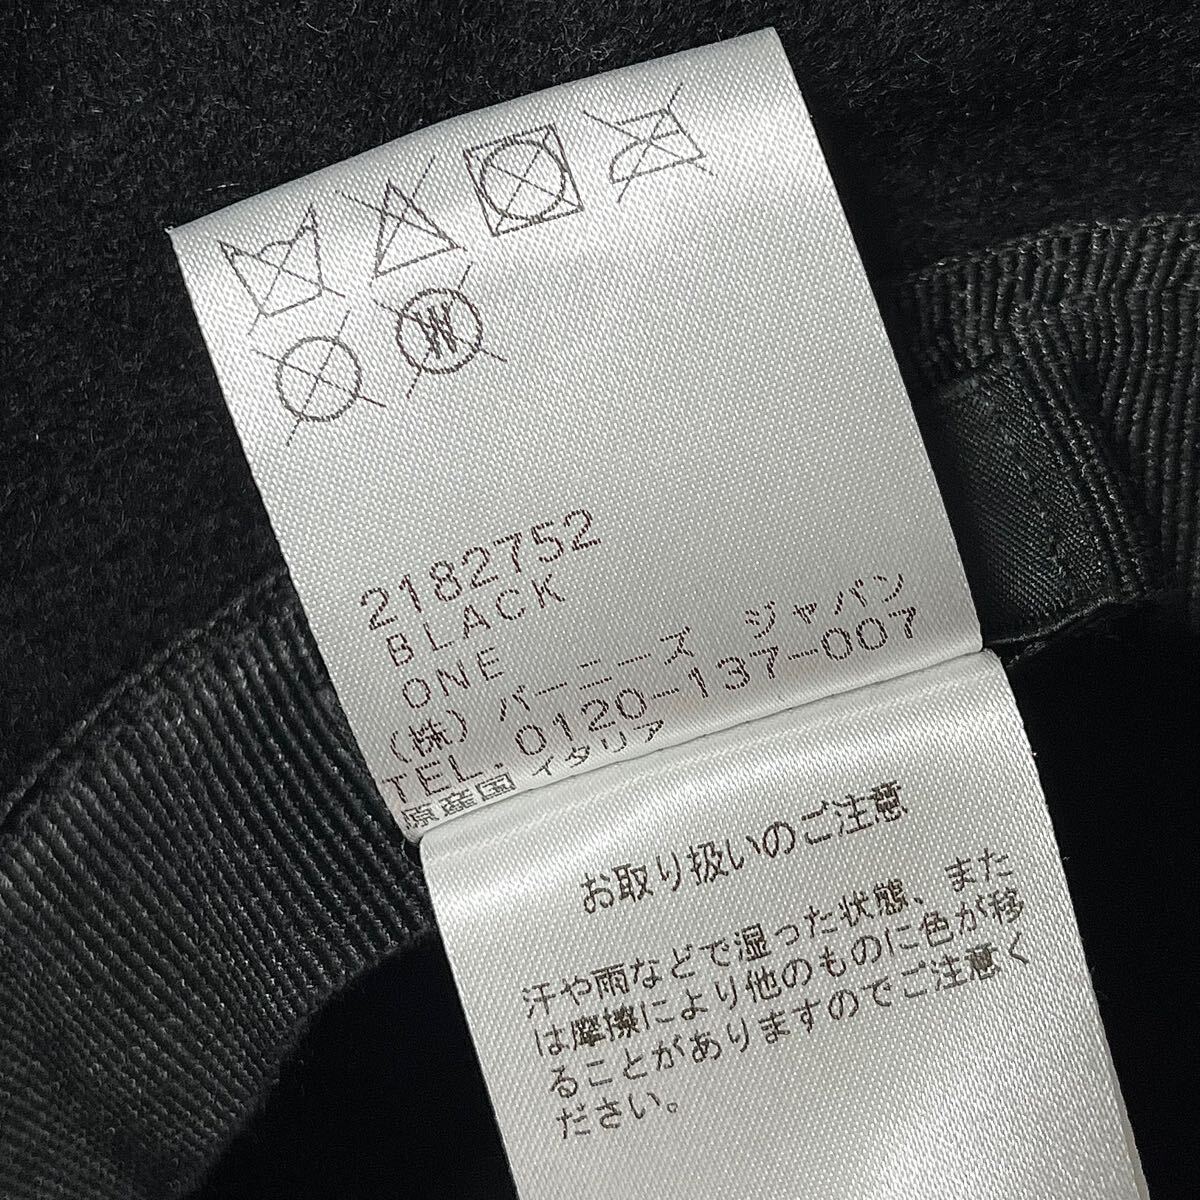 W
2182752
BLACK
ONE
(株) バーニーズ ジャパン
TEL. 0120-137-007
原産国 イタリア
お取り扱いのご注意
汗や雨などで湿った状態、また
は摩擦により他のものに色が移
ることがありますのでご注意く
ださい。